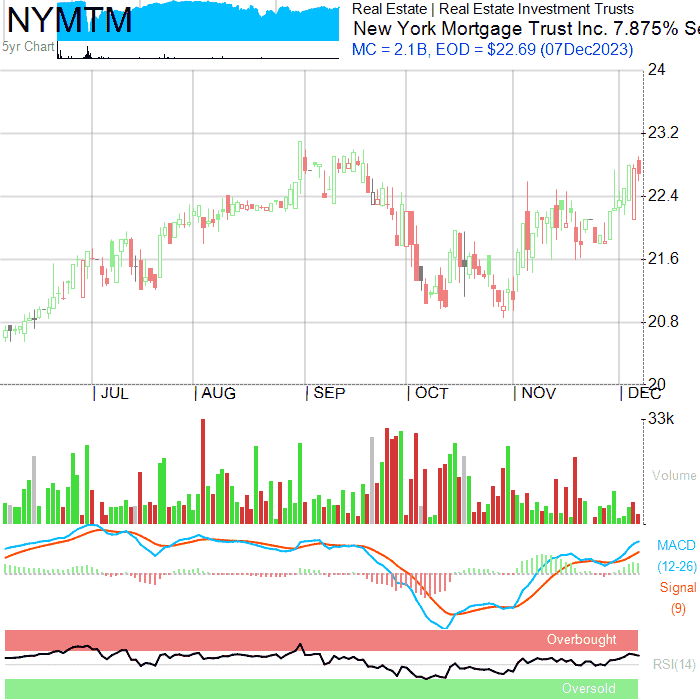 NYMTM
5yr Chart
Real Estate | Real Estate Investment Trusts
New York Mortgage Trust Inc. 7.875% Se
MC = 2.1B, EOD = $22.69 (07Dec2023)
24
23.2
22.4
21.6
20.8
20
JUL AUG SEP OCT NOV DEC
33k
Volume
MACD
(12-26)
Signal
(9)
Overbought
RSI(14)
Oversold